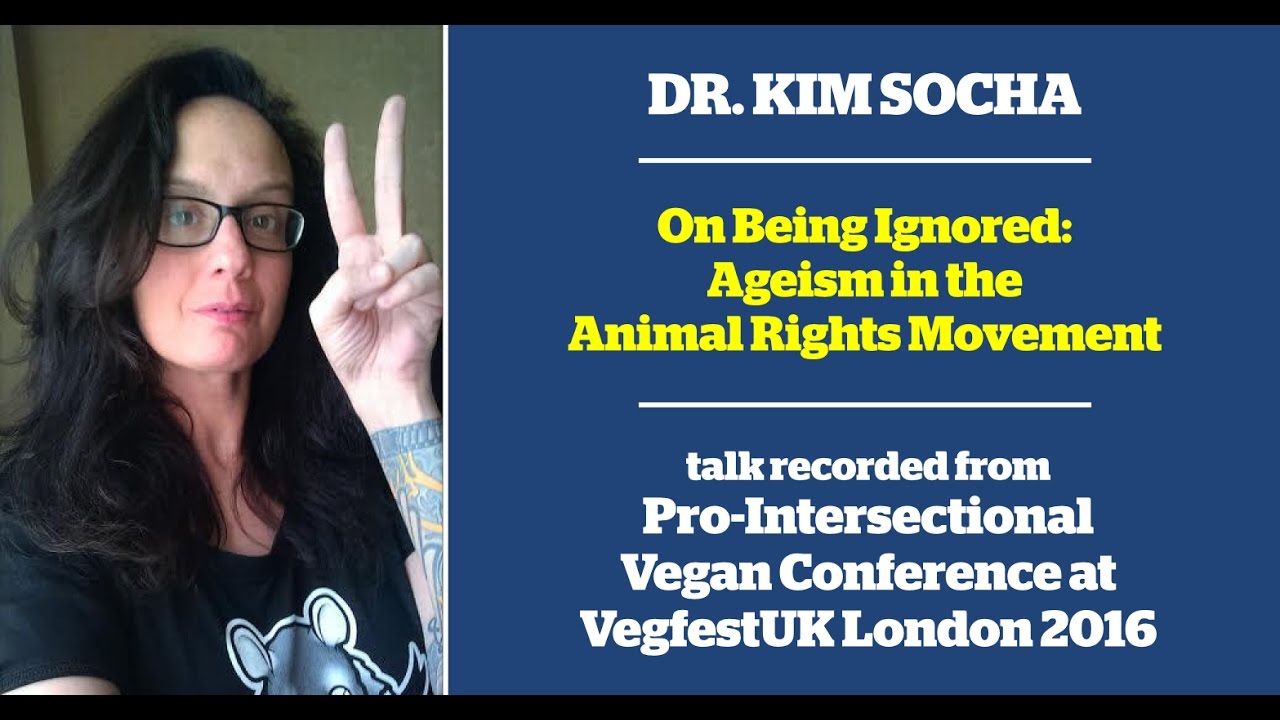 DR. KIM SOCHA
On Being Ignored:
Ageism in the
Animal Rights Movement
talk recorded from
Pro-Intersectional
Vegan Conference at
VegfestUK London 2016